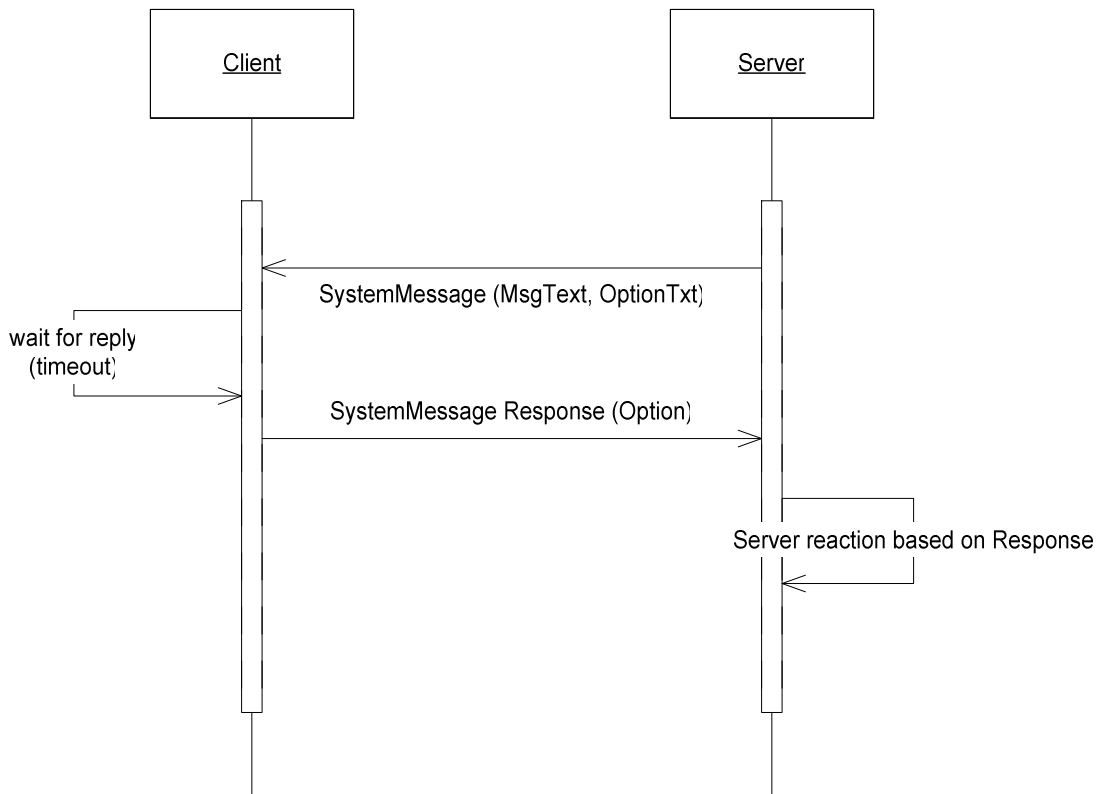 Client
Server
SystemMessage (MsgText, OptionTxt)
wait for reply
(timeout)
SystemMessage Response (Option)
Server reaction based on Response